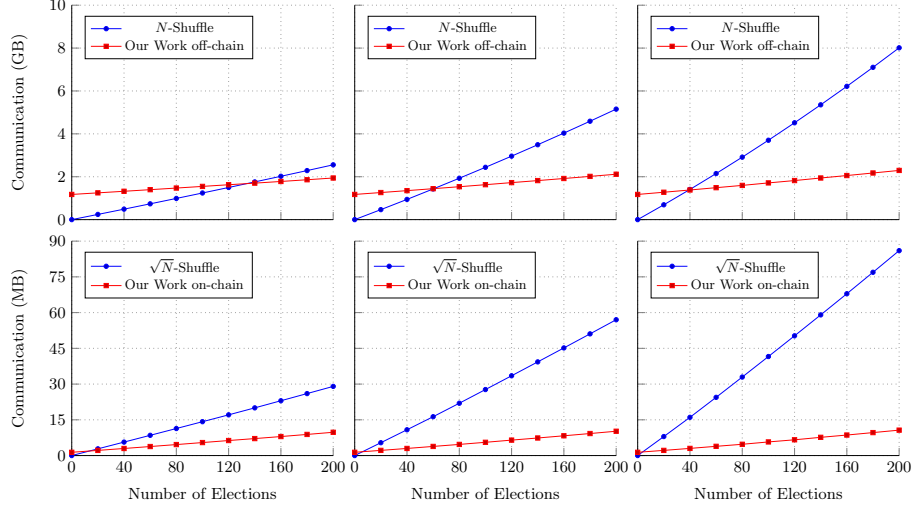 N-Shuffle
Our Work off-chain
N-Shuffle
Our Work off-chain
N-Shuffle
Our Work off-chain
Communication (GB)
10
8
6
4
2
0
√N-Shuffle
Our Work on-chain
√N-Shuffle
Our Work on-chain
√N-Shuffle
Our Work on-chain
Communication (MB)
90
75
60
45
30
15
0
0 40 80 120 160 200
0 40 80 120 160 200
0 40 80 120 160 200
Number of Elections
Number of Elections
Number of Elections